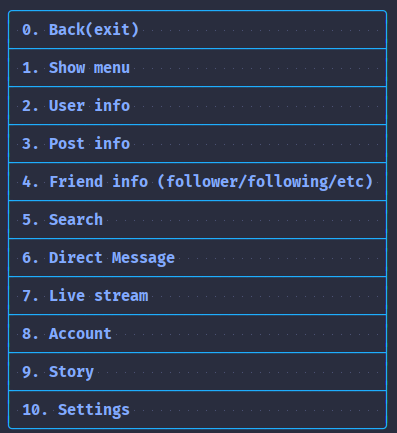 0. Back(exit)
1. Show menu
2. User info
3. Post info
4. Friend info (follower/following/etc)
5. Search
6. Direct Message
7. Live stream
8. Account
9. Story
10. Settings